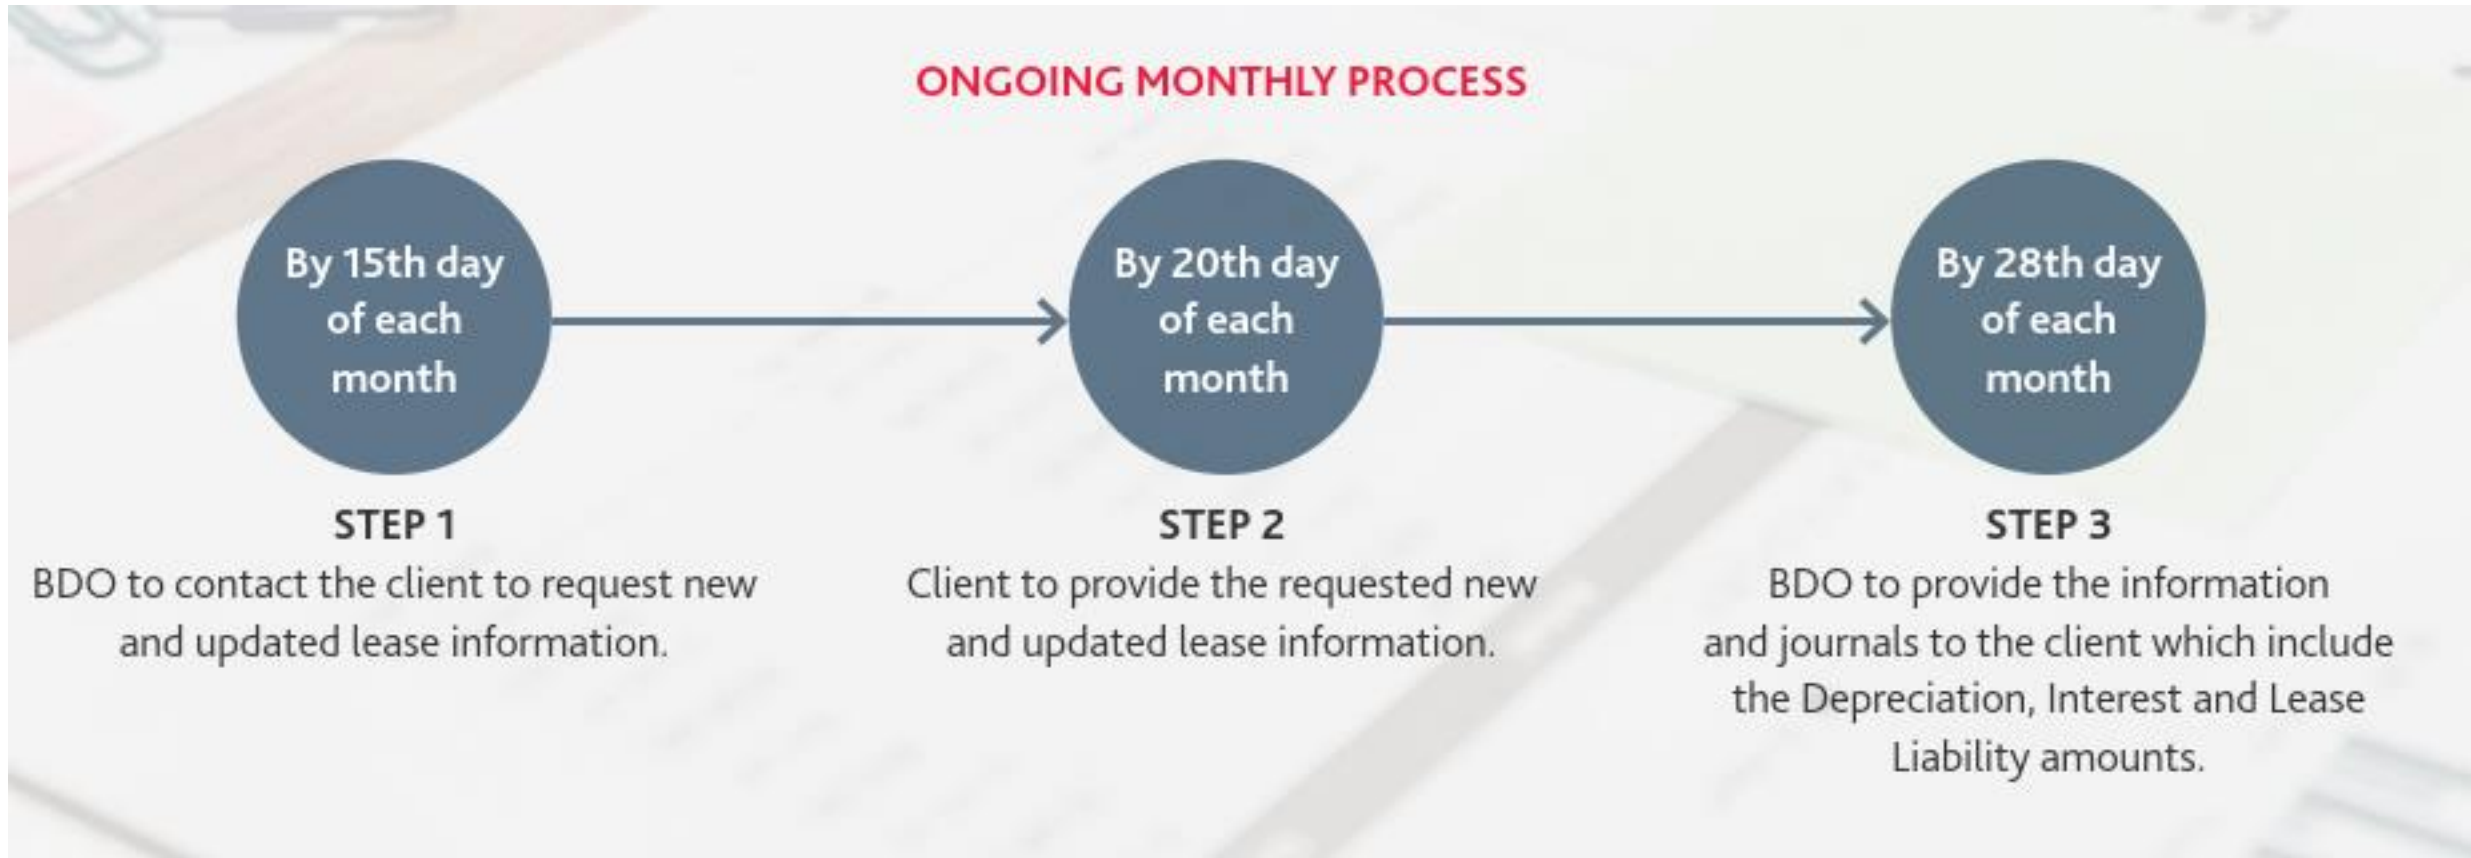 ONGOING MONTHLY PROCESS
By 15th day
of each
month
STEP 1
BDO to contact the client to request new
and updated lease information.
By 20th day
of each
month
STEP 2
Client to provide the requested new
and updated lease information.
By 28th day
of each
month
STEP 3
BDO to provide the information
and journals to the client which include
the Depreciation, Interest and Lease
Liability amounts.